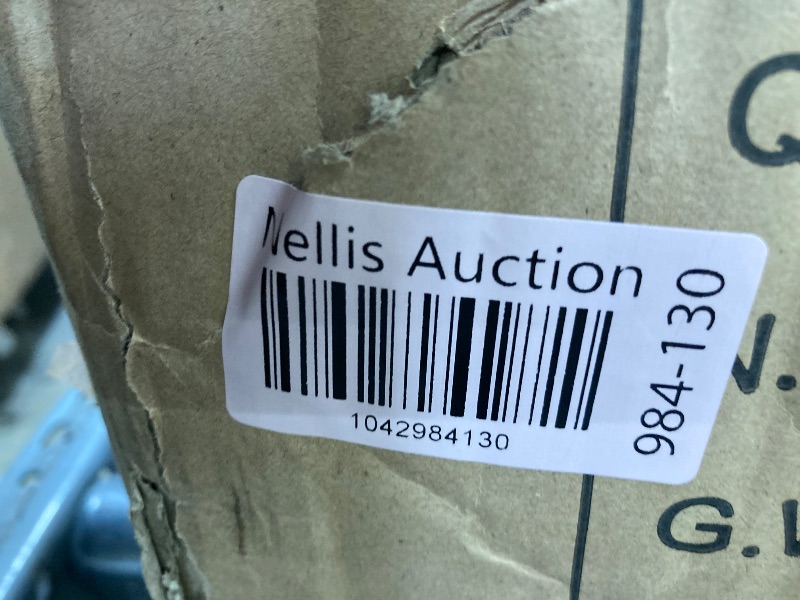 Nellis Auction
1042984130
984-130
Q
N.
G.